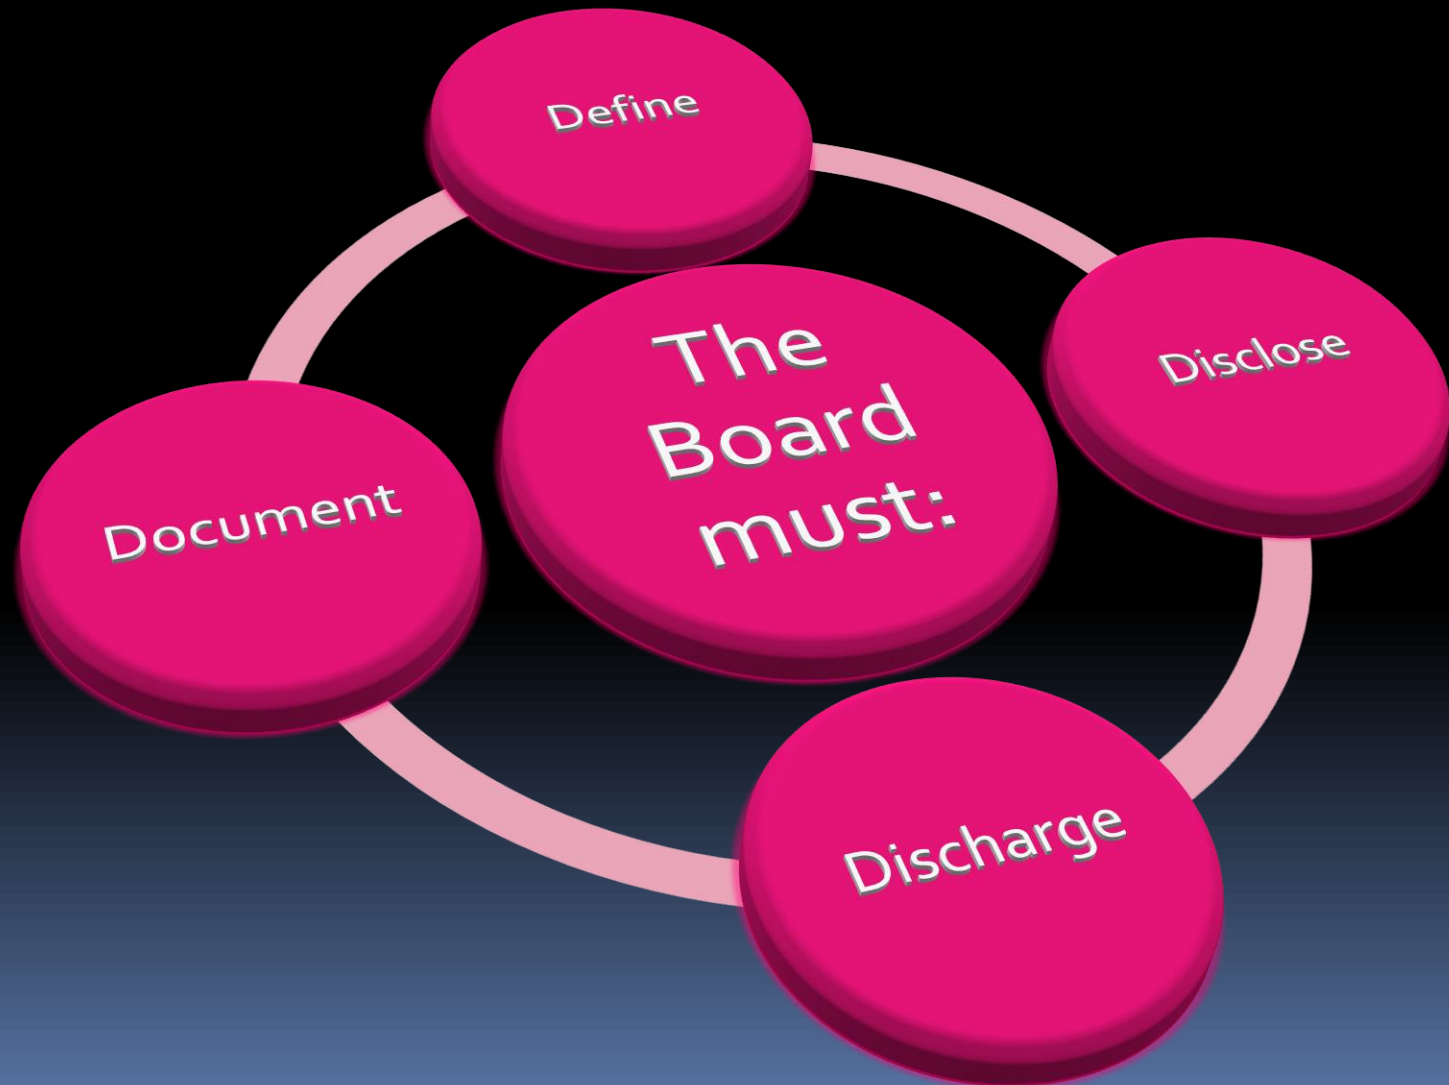 The
Board
must:
Define
Disclose
Discharge
Document